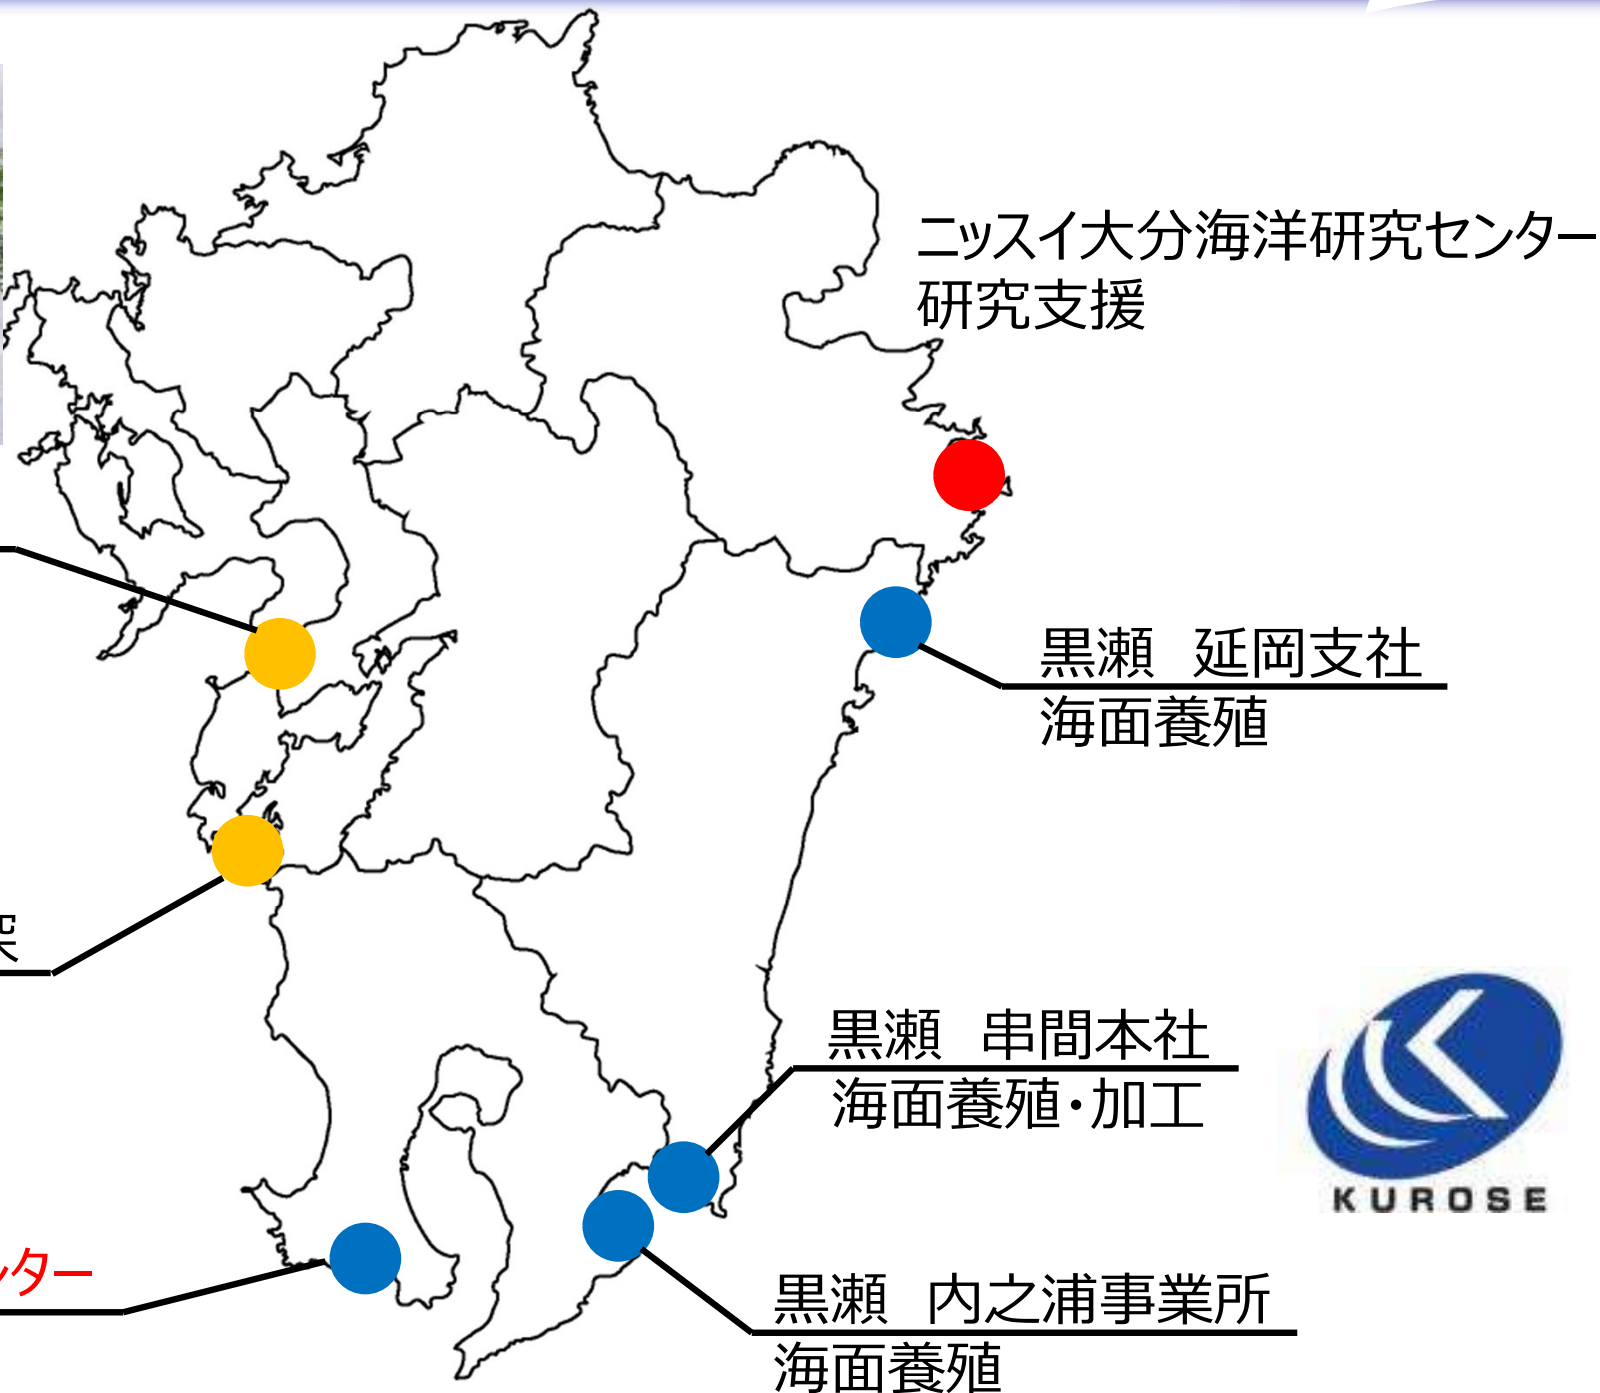 ニッスイ大分海洋研究センター
研究支援
黒瀬　延岡支社
海面養殖
深
黒瀬　串間本社
海面養殖・加工
KUROSE
ンター
黒瀬　内之浦事業所
海面養殖